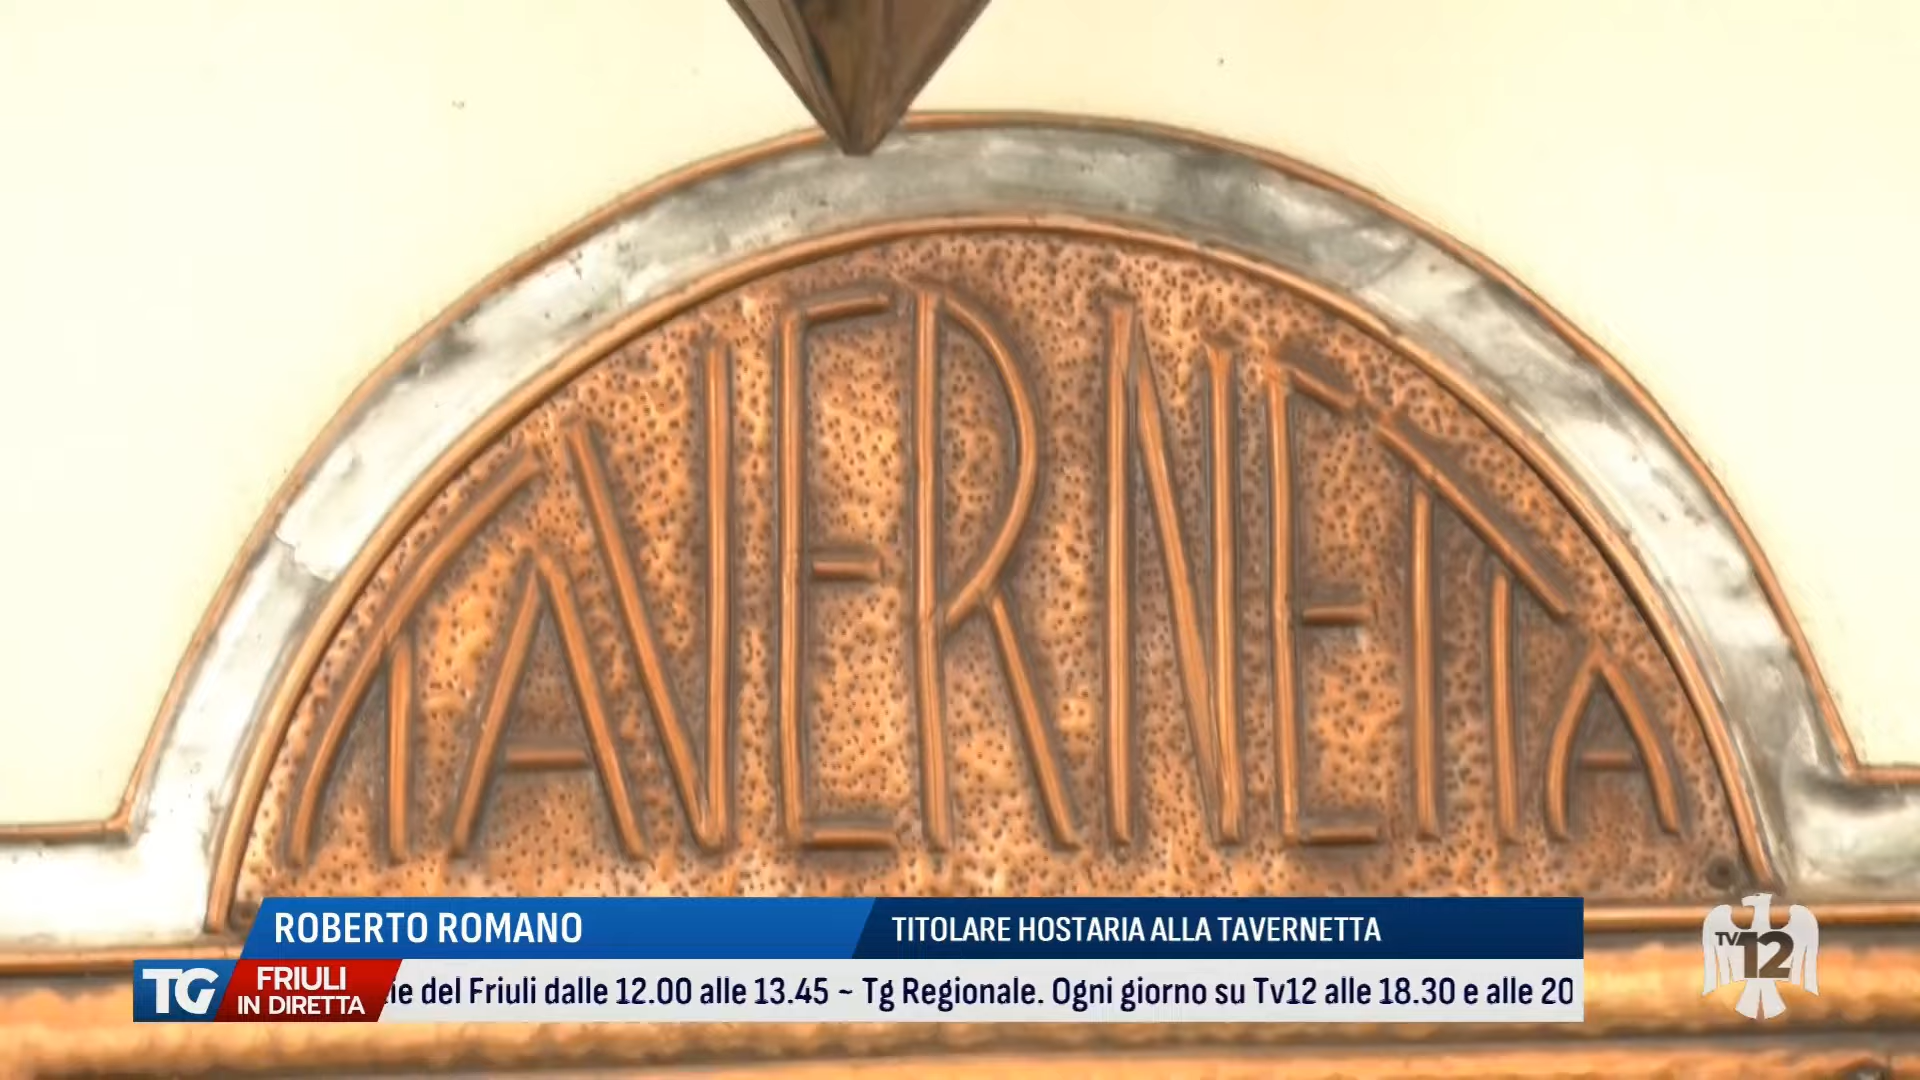 TAVERNETTA
ROBERTO ROMANO
TITOLARE HOSTARIA ALLA TAVERNETTA
TG
FRIULI
IN DIRETTA
del Friuli dalle 12.00 alle 13.45 ~ Tg Regionale. Ogni giorno su Tv12 alle 18.30 e alle 20
TV12